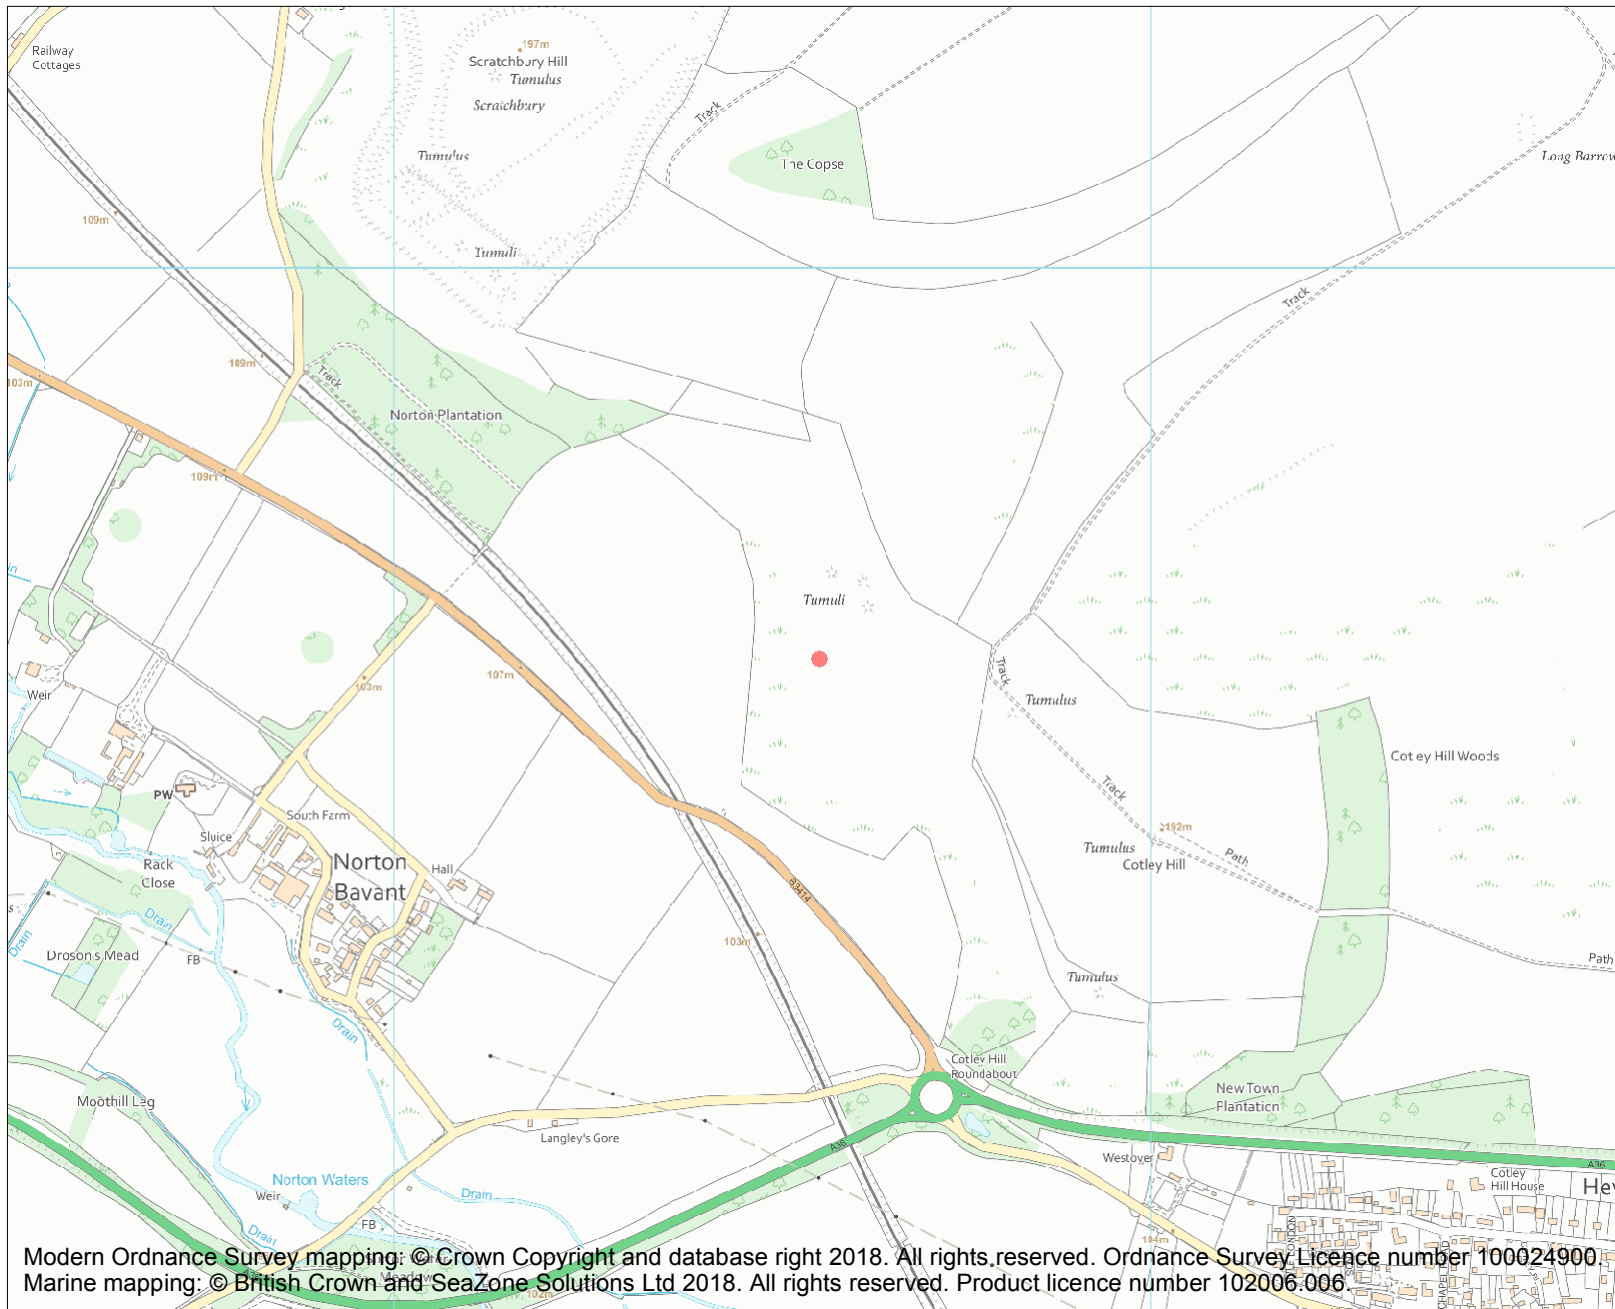 Railway
Cottages
197m
Scratchbury Hill
Tumulus
Scratchbury
Tumulus
Track
The Copse
Long Barrow
109m
Tumuli
Track
109m
103m
Track
Norton Plantation
109m
Tumuli
103m
107m
Track
Tumulus
Weir
Cotley Hill Woods
Track
PW
South Farm
Sluice
192m
Tumulus
Cotley Hill
Path
Rack
Close
Norton
Bavant
Hall
B3414
Drain
Drain
103m
Droson's Mead
FB
Path
Tumulus
Drain
Cotley Hill
Roundabout
Moothill Leg
New Town
Plantation
Langley's Gore
A36
Westover
A36
Cotley
Hill House
Norton Waters
Weir
Drain
FB
Drain
104m
LONDON
Meadow
102m
Modern Ordnance Survey mapping: © Crown Copyright and database right 2018. All rights reserved. Ordnance Survey Licence number 100024900.
Marine mapping: © British Crown and SeaZone Solutions Ltd 2018. All rights reserved. Product licence number 102006.006.